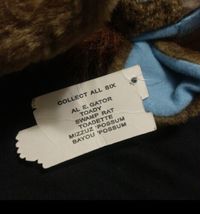 COLLECT ALL SIX
AL E. GATOR
TOADY
SWAMP RAT
TOADETTE
MIZZUZ 'POSSUM
BAYOU 'POSSUM